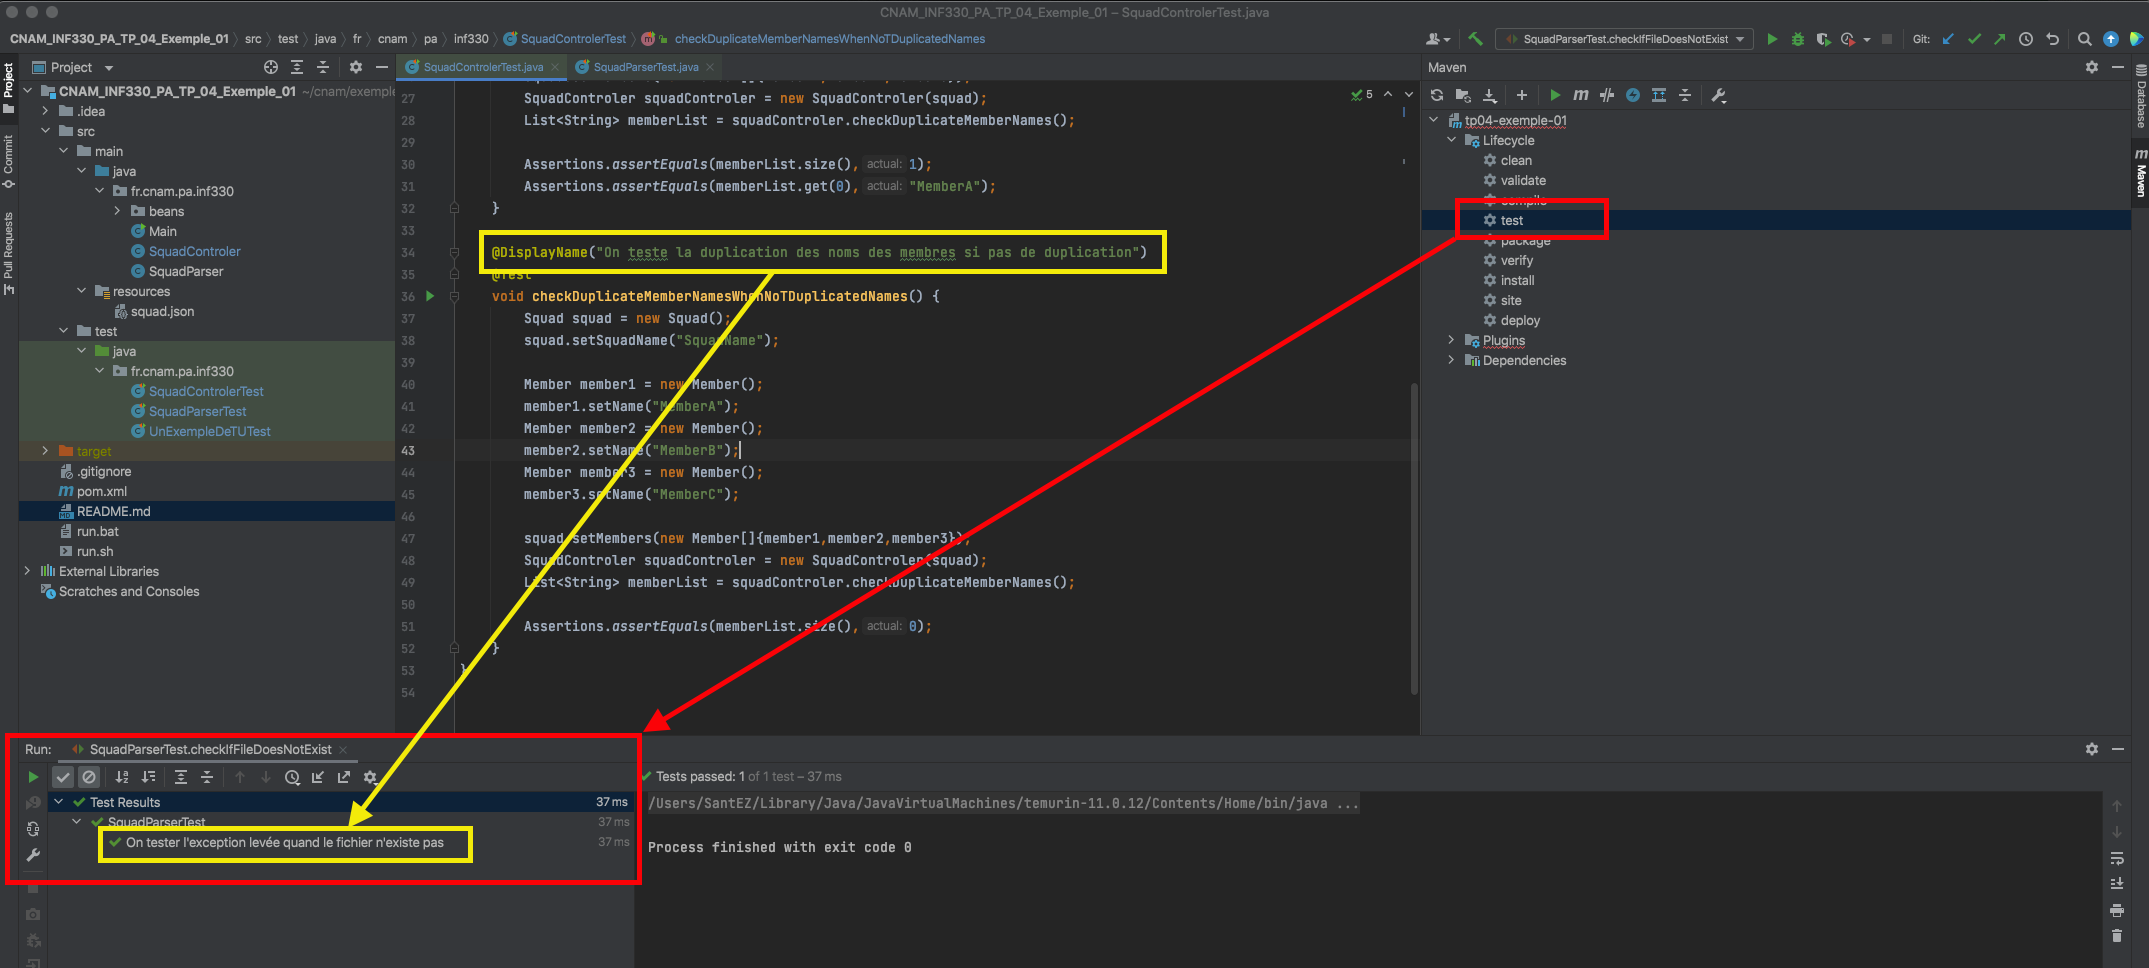 CNAM_INF330_PA_TP_04_Exemple_01 – SquadControlerTest.java
CNAM_INF330_PA_TP_04_Exemple_01 src test java fr cnam pa inf330 SquadControlerTest checkDuplicateMemberNamesWhenNoTDuplicatedNames
SquadParserTest.checkIfFileDoesNotExist
Git:
Project
Commit
Pull Requests
Project
CNAM_INF330_PA_TP_04_Exemple_01 ~/cnam/exemple
.idea
src
main
java
fr.cnam.pa.inf330
beans
Main
SquadControler
SquadParser
resources
squad.json
test
java
fr.cnam.pa.inf330
SquadControlerTest
SquadParserTest
UnExempleDeTUTest
target
.gitignore
pom.xml
README.md
run.bat
run.sh
External Libraries
Scratches and Consoles
SquadControlerTest.java
SquadParserTest.java
5
27 SquadControler squadControler = new SquadControler(squad);
28 List<String> memberList = squadControler.checkDuplicateMemberNames();
29
30 Assertions.assertEquals(memberList.size(), actual: 1);
31 Assertions.assertEquals(memberList.get(0), actual: "MemberA");
32 }
33
34 @DisplayName("On teste la duplication des noms des membres si pas de duplication")
35 @Test
36 void checkDuplicateMemberNamesWhenNoTDuplicatedNames() {
37 Squad squad = new Squad();
38 squad.setSquadName("SquadName");
39
40 Member member1 = new Member();
41 member1.setName("MemberA");
42 Member member2 = new Member();
43 member2.setName("MemberB");
44 Member member3 = new Member();
45 member3.setName("MemberC");
46
47 squad.setMembers(new Member[]{member1,member2,member3});
48 SquadControler squadControler = new SquadControler(squad);
49 List<String> memberList = squadControler.checkDuplicateMemberNames();
50
51 Assertions.assertEquals(memberList.size(), actual: 0);
52 }
53 }
54
Maven
tp04-exemple-01
Lifecycle
clean
validate
compile
test
package
verify
install
site
deploy
Plugins
Dependencies
Database
Maven
Run: SquadParserTest.checkIfFileDoesNotExist
Test Results 37 ms
SquadParserTest 37 ms
On tester l'exception levée quand le fichier n'existe pas 37 ms
Tests passed: 1 of 1 test – 37 ms
/Users/SantEZ/Library/Java/JavaVirtualMachines/temurin-11.0.12/Contents/Home/bin/java ...
Process finished with exit code 0